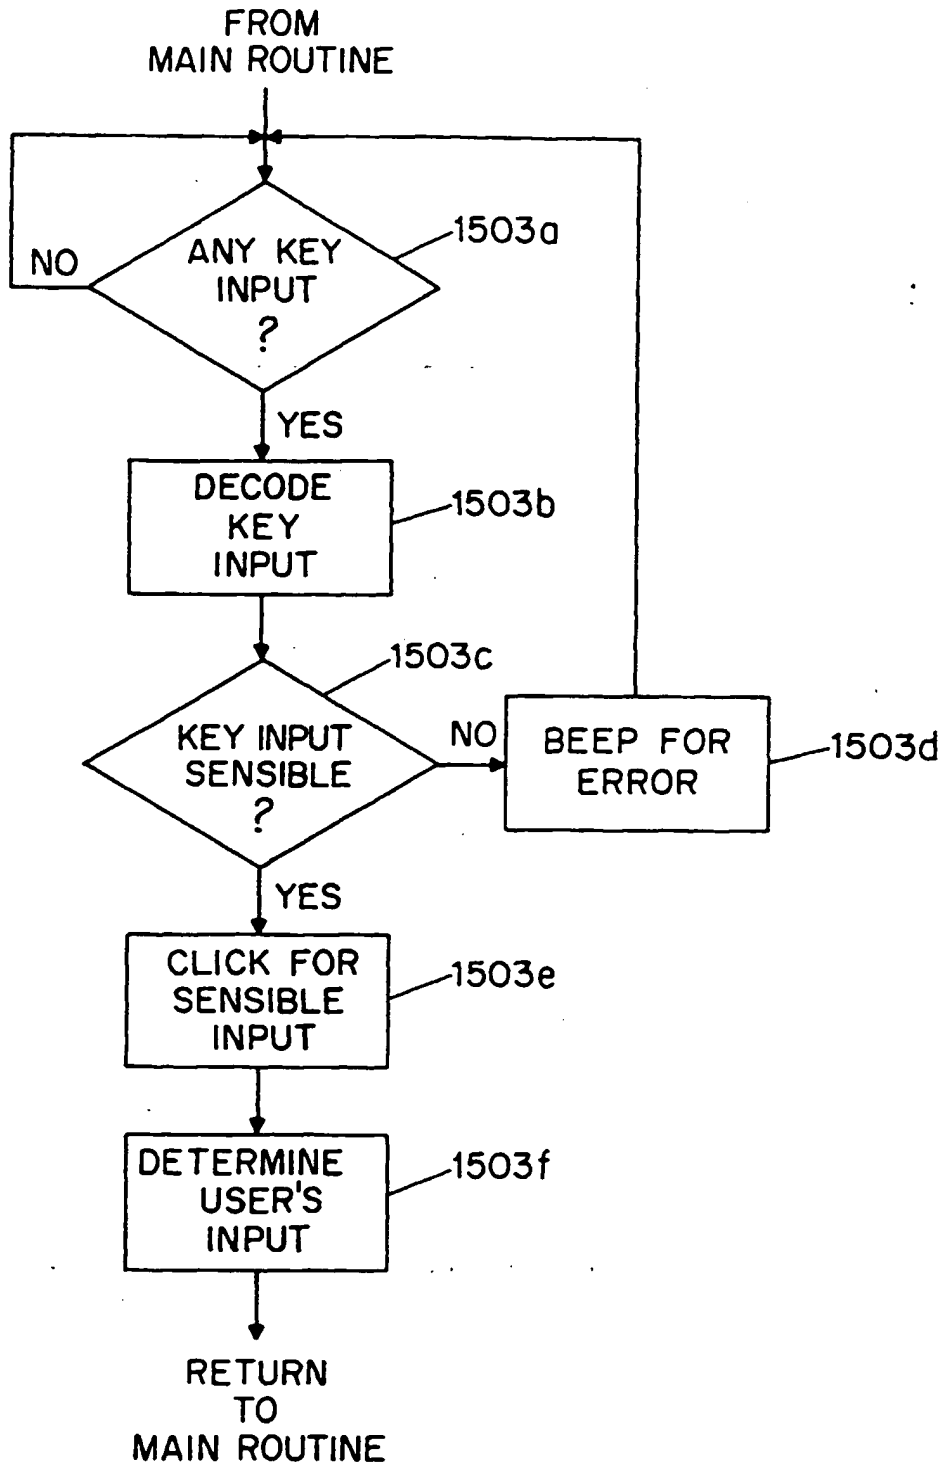 FROM
MAIN ROUTINE
1503a
NO
ANY KEY
INPUT
?
YES
DECODE
KEY
INPUT
1503b
1503c
KEY INPUT
SENSIBLE
?
NO
BEEP FOR
ERROR
1503d
YES
CLICK FOR
SENSIBLE
INPUT
1503e
DETERMINE
USER'S
INPUT
1503f
RETURN
TO
MAIN ROUTINE